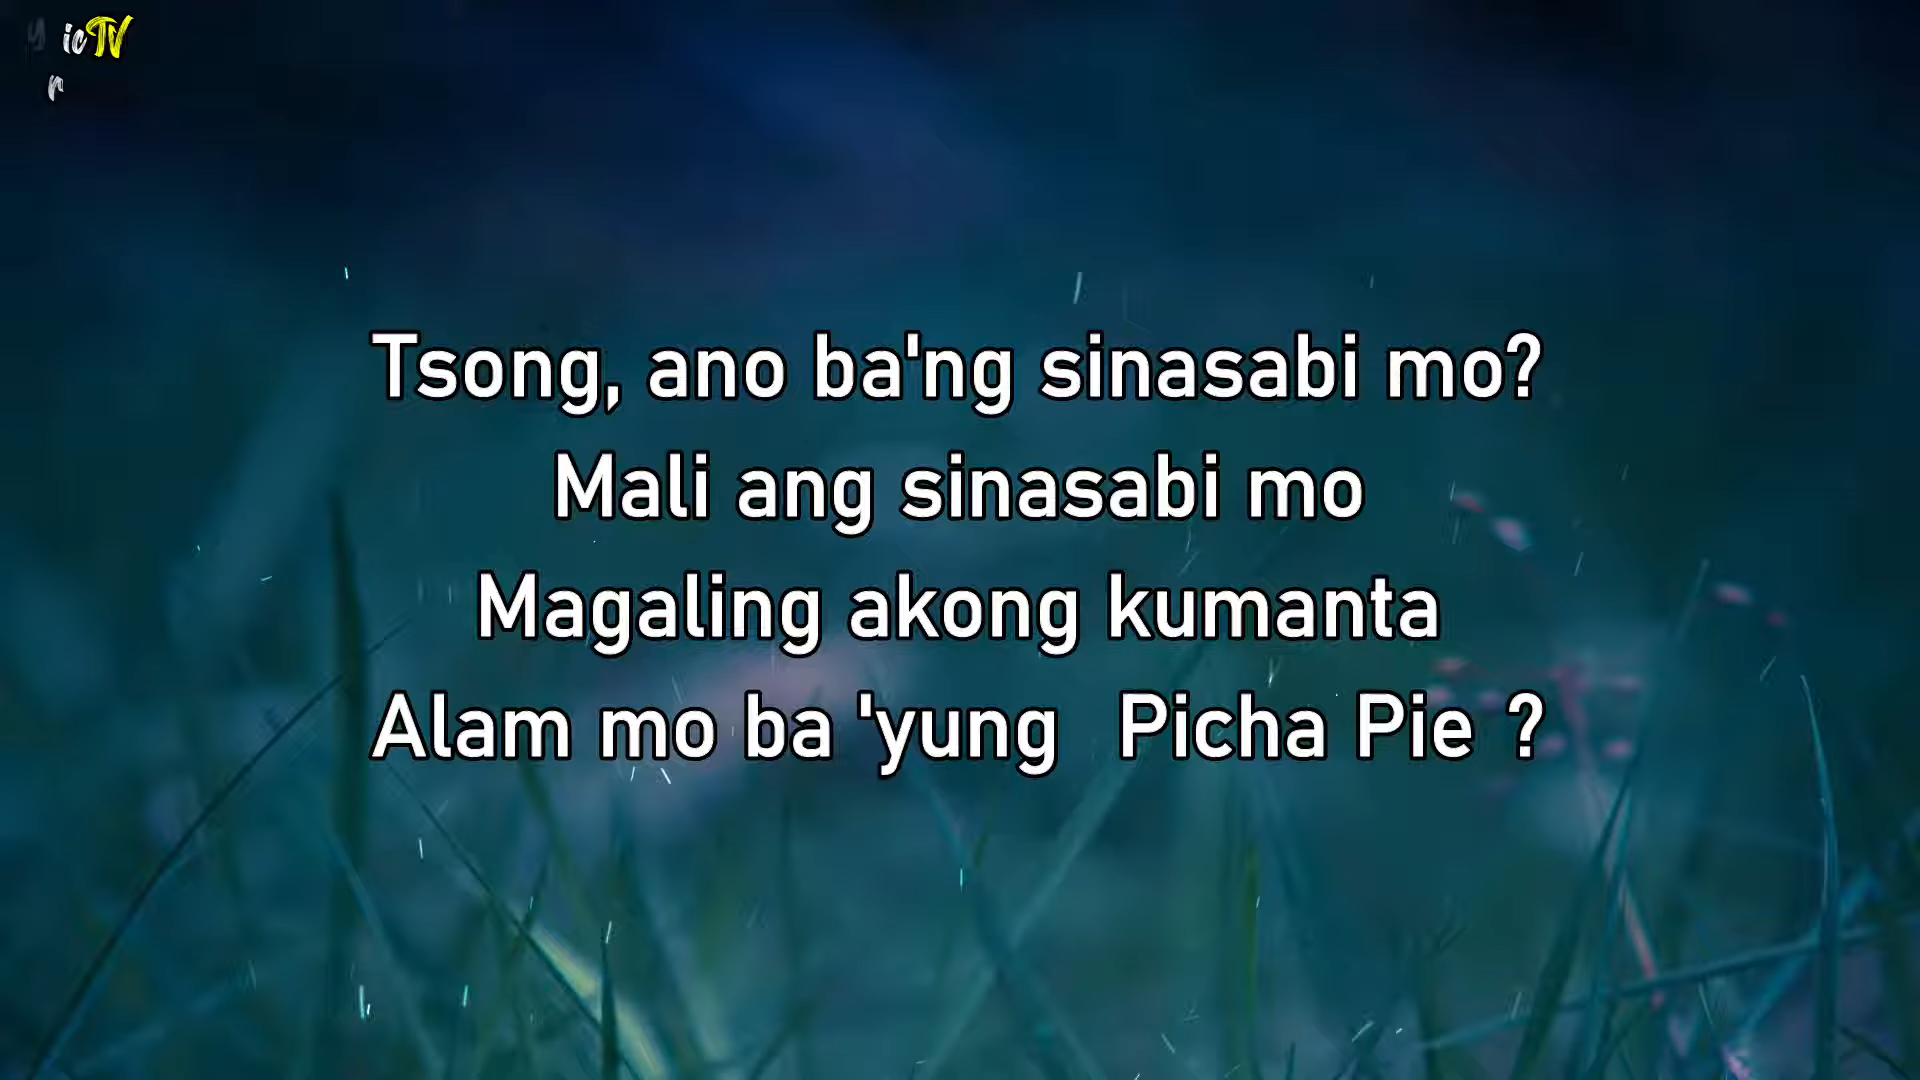 Tsong, ano ba'ng sinasabi mo?
Mali ang sinasabi mo
Magaling akong kumanta
Alam mo ba 'yung Picha Pie ?